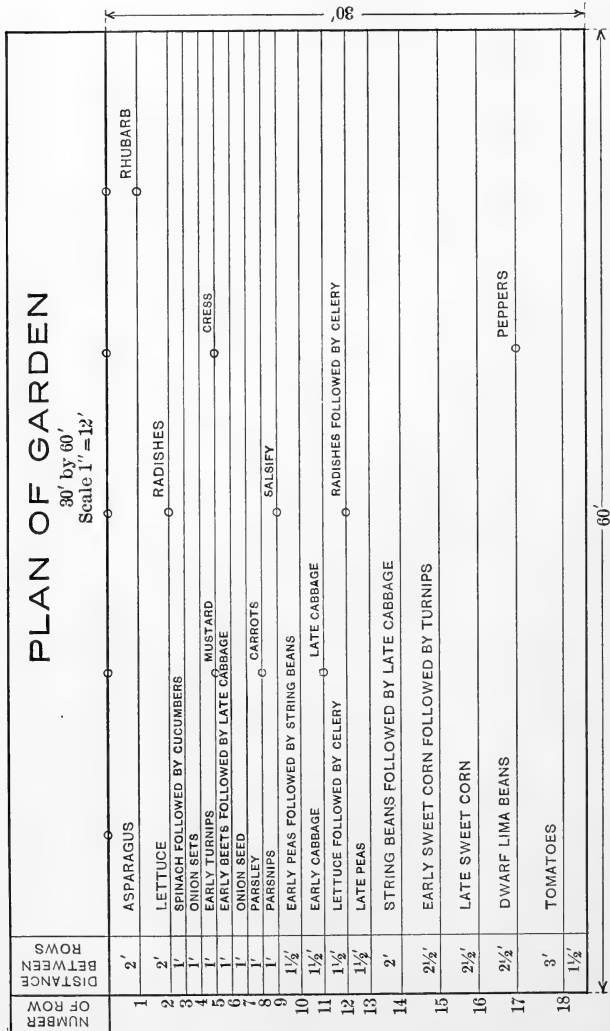 PLAN OF GARDEN
30' by 60'
Scale 1"=12'
NUMBER OF ROW
DISTANCE BETWEEN ROWS
30'
2' ASPARAGUS RHUBARB
1
2' LETTUCE RADISHES
2
1' SPINACH FOLLOWED BY CUCUMBERS
3
1' ONION SETS
4
1' EARLY TURNIPS MUSTARD CRESS
5
1' EARLY BEETS FOLLOWED BY LATE CABBAGE
6
1' ONION SEED
7
1' PARSLEY CARROTS
8
1' PARSNIPS SALSIFY
9
1½' EARLY PEAS FOLLOWED BY STRING BEANS
10
1½' EARLY CABBAGE LATE CABBAGE
11
1½' LETTUCE FOLLOWED BY CELERY RADISHES FOLLOWED BY CELERY
12
1½' LATE PEAS
13
2' STRING BEANS FOLLOWED BY LATE CABBAGE
14
2½' EARLY SWEET CORN FOLLOWED BY TURNIPS
15
2½' LATE SWEET CORN
16
2½' DWARF LIMA BEANS PEPPERS
17
3' TOMATOES
18
1½'
60'